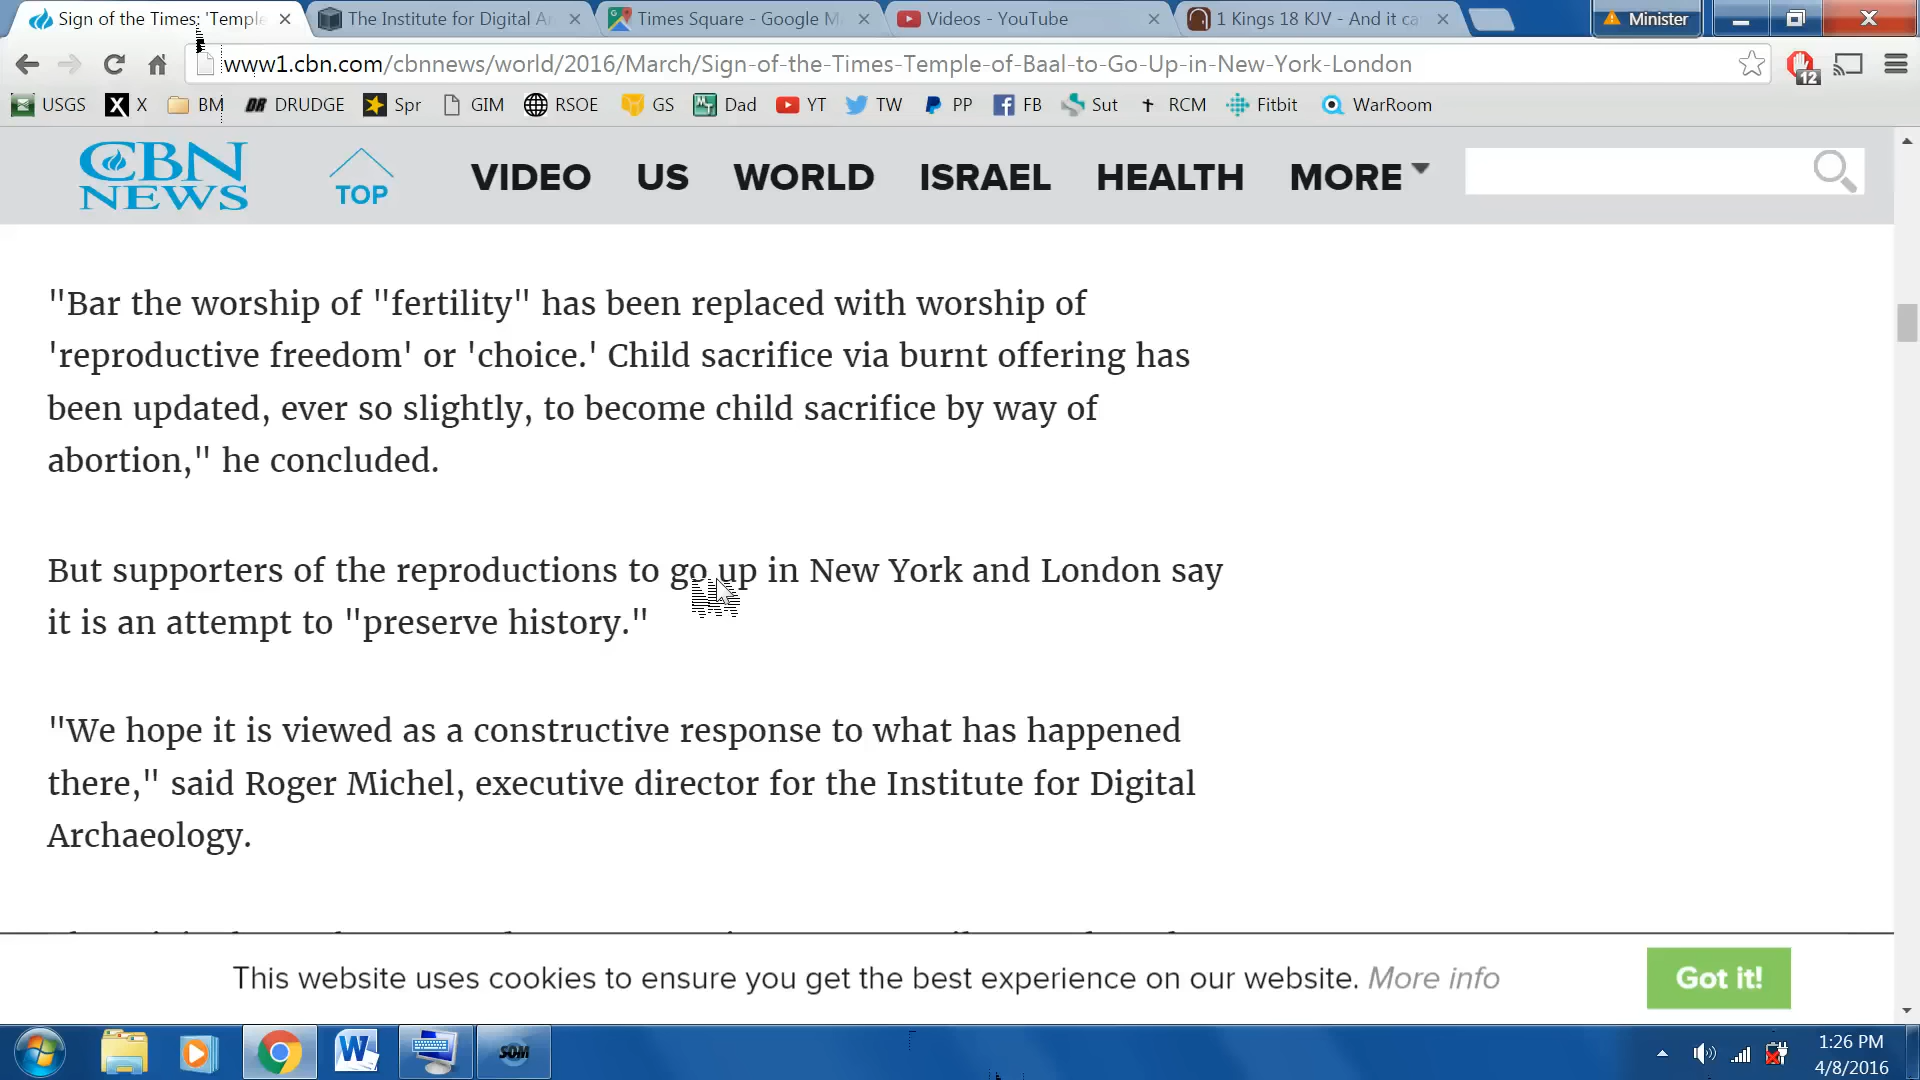 Sign of the Times: 'Temple
The Institute for Digital A
Times Square - Google M
Videos - YouTube
1 Kings 18 KJV - And it ca
Minister
www1.cbn.com/cbnnews/world/2016/March/Sign-of-the-Times-Temple-of-Baal-to-Go-Up-in-New-York-London
12
USGS
X X
BM
DR DRUDGE
Spr
GIM
RSOE
GS
Dad
YT
TW
PP
FB
Sut
RCM
Fitbit
WarRoom
CBN NEWS
TOP
VIDEO
US
WORLD
ISRAEL
HEALTH
MORE
"Bar the worship of "fertility" has been replaced with worship of
'reproductive freedom' or 'choice.' Child sacrifice via burnt offering has
been updated, ever so slightly, to become child sacrifice by way of
abortion," he concluded.
But supporters of the reproductions to go up in New York and London say
it is an attempt to "preserve history."
"We hope it is viewed as a constructive response to what has happened
there," said Roger Michel, executive director for the Institute for Digital
Archaeology.
This website uses cookies to ensure you get the best experience on our website. More info
Got it!
SOM
1:26 PM
4/8/2016